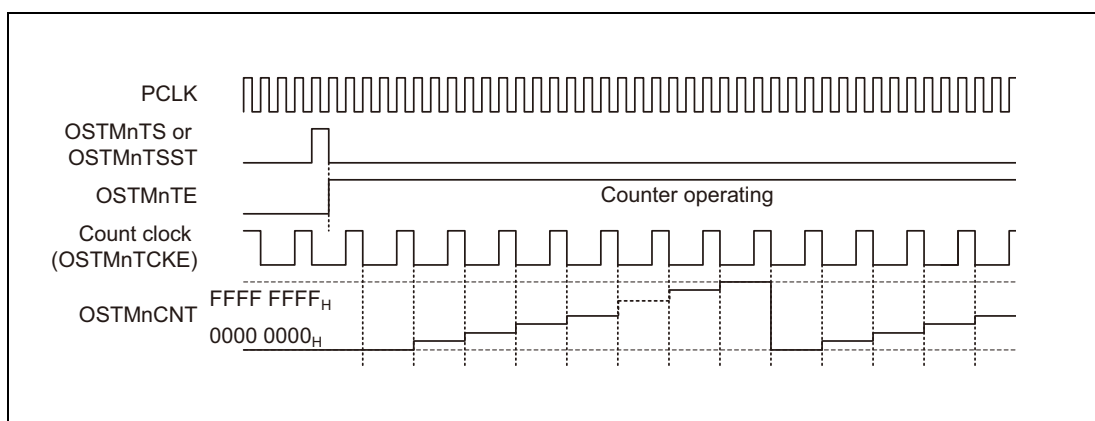 PCLK
OSTMnTS or
OSTMnTSST
OSTMnTE
Counter operating
Count clock
(OSTMnTCKE)
FFFF FFFFH
OSTMnCNT
0000 0000H